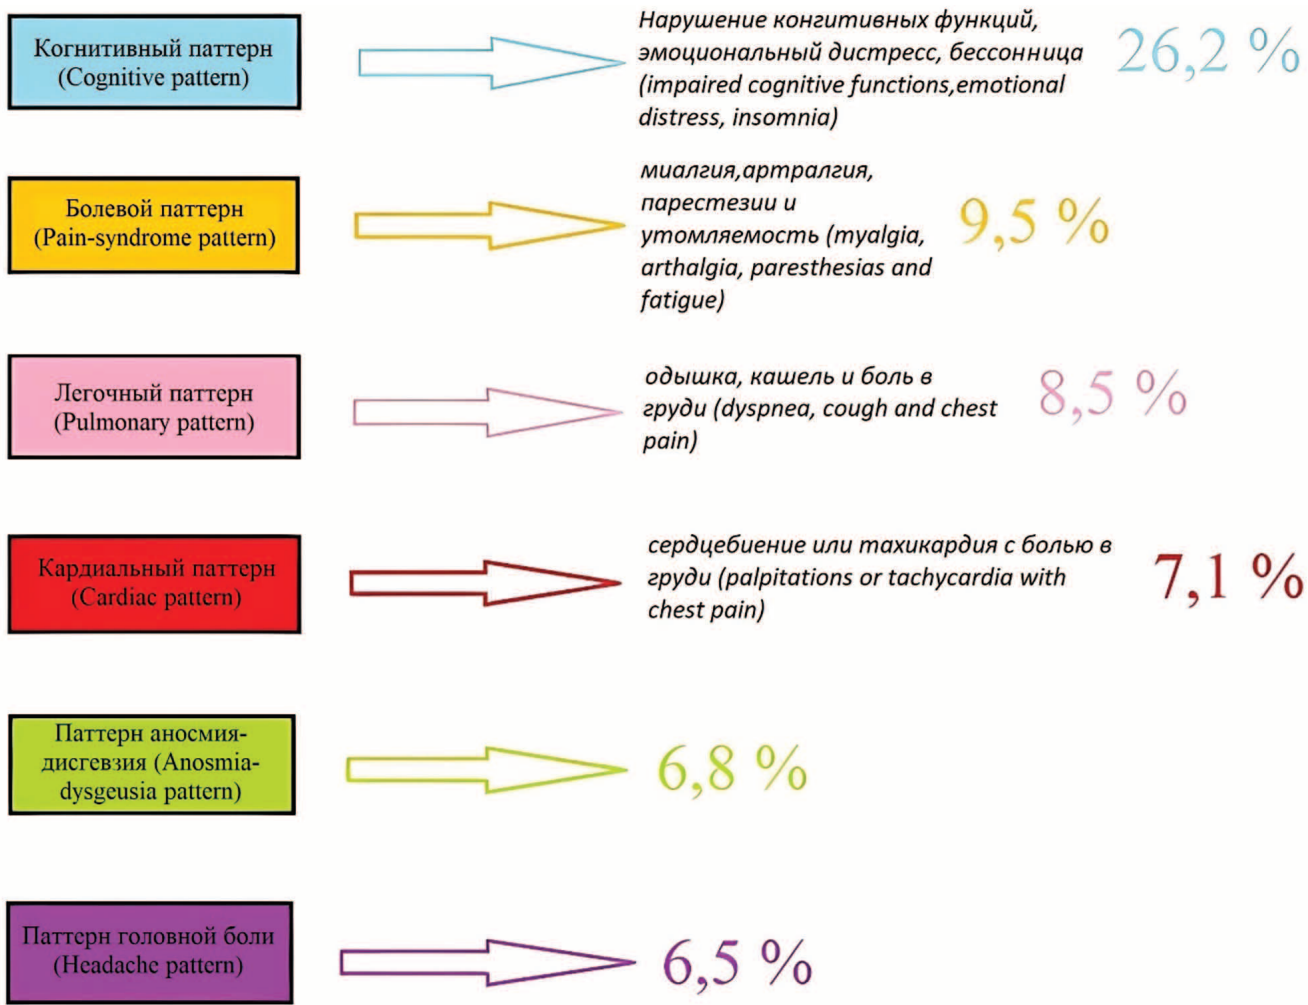 Когнитивный паттерн
(Cognitive pattern)
Нарушение конгитивных функций,
эмоциональный дистресс, бессонница
(impaired cognitive functions,emotional
distress, insomnia)
26,2 %
Болевой паттерн
(Pain-syndrome pattern)
миалгия,артралгия,
парестезии и
утомляемость (myalgia,
arthalgia, paresthesias and
fatigue)
9,5 %
Легочный паттерн
(Pulmonary pattern)
одышка, кашель и боль в
груди (dyspnea, cough and chest
pain)
8,5 %
Кардиальный паттерн
(Cardiac pattern)
сердцебиение или тахикардия с болью в
груди (palpitations or tachycardia with
chest pain)
7,1 %
Паттерн аносмия-
дисгевзия (Anosmia-
dysgeusia pattern)
6,8 %
Паттерн головной боли
(Headache pattern)
6,5 %